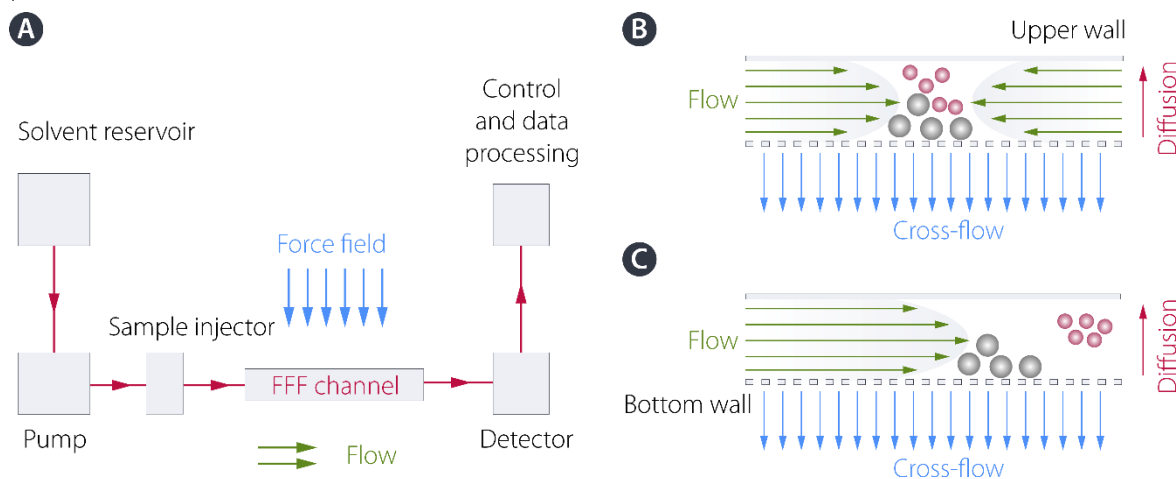 A
Solvent reservoir
Control
and data
processing
Force field
Sample injector
FFF channel
Pump
Detector
Flow
B
Upper wall
Flow
Diffusion
Cross-flow
C
Flow
Diffusion
Bottom wall
Cross-flow